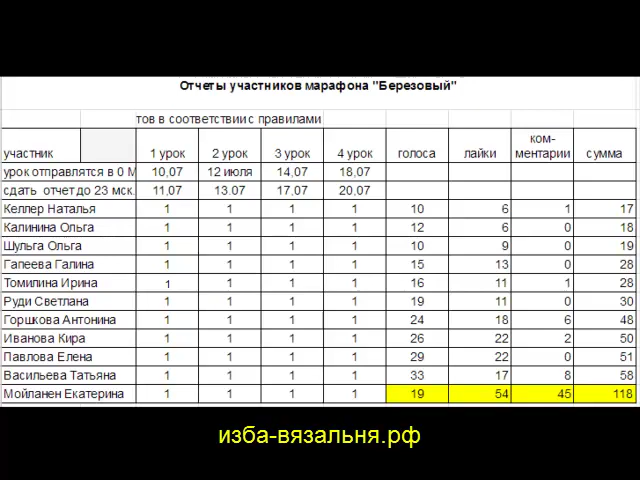 Отчеты участников марафона "Березовый"
тов в соответствии с правилами
участник 1 урок 2 урок 3 урок 4 урок голоса лайки ком-ментарии сумма
урок отправлятся в 0 М 10,07 12 июля 14,07 18,07
сдать отчет до 23 мск. 11,07 13.07 17,07 20,07
Келлер Наталья 1 1 1 1 10 6 1 17
Калинина Ольга 1 1 1 1 12 6 0 18
Шульга Ольга 1 1 1 1 10 9 0 19
Гапеева Галина 1 1 1 1 15 13 0 28
Томилина Ирина 1 1 1 1 16 11 1 28
Руди Светлана 1 1 1 1 19 11 0 30
Горшкова Антонина 1 1 1 1 24 18 6 48
Иванова Кира 1 1 1 1 26 22 2 50
Павлова Елена 1 1 1 1 29 22 0 51
Васильева Татьяна 1 1 1 1 33 17 8 58
Мойланен Екатерина 1 1 1 1 19 54 45 118
изба-вязальня.рф